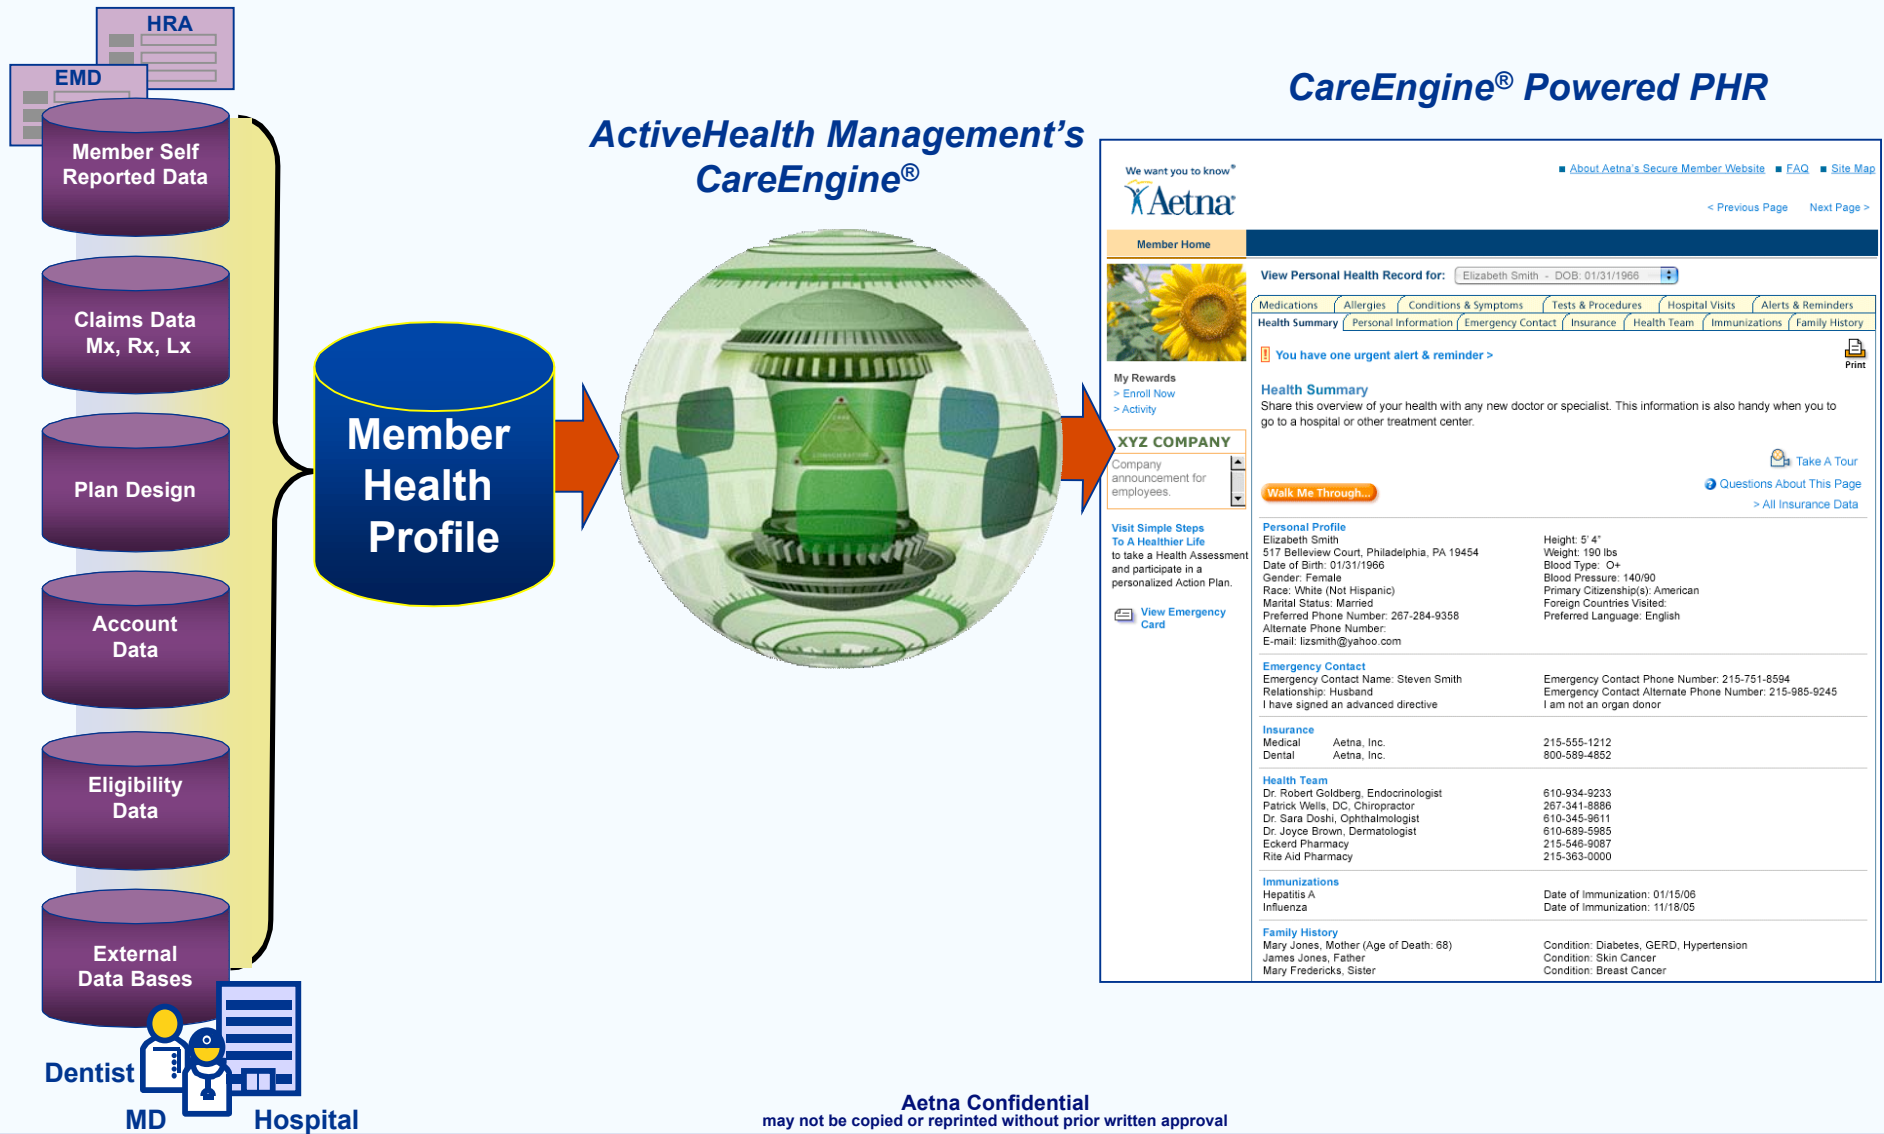 HRA
EMD
Member Self
Reported Data
Claims Data
Mx, Rx, Lx
Plan Design
Account
Data
Eligibility
Data
External
Data Bases
Dentist
MD
Hospital
Member
Health
Profile
ActiveHealth Management's
CareEngine®
CareEngine® Powered PHR
We want you to know®
Aetna
About Aetna's Secure Member Website
FAQ
Site Map
< Previous Page
Next Page >
Member Home
My Rewards
> Enroll Now
> Activity
XYZ COMPANY
Company
announcement for
employees.
Visit Simple Steps
To A Healthier Life
to take a Health Assessment
and participate in a
personalized Action Plan.
View Emergency
Card
View Personal Health Record for: Elizabeth Smith - DOB: 01/31/1966
Medications Allergies Conditions & Symptoms Tests & Procedures Hospital Visits Alerts & Reminders
Health Summary Personal Information Emergency Contact Insurance Health Team Immunizations Family History
! You have one urgent alert & reminder >
Print
Health Summary
Share this overview of your health with any new doctor or specialist. This information is also handy when you to
go to a hospital or other treatment center.
Take A Tour
? Questions About This Page
Walk Me Through...
> All Insurance Data
Personal Profile
Elizabeth Smith Height: 5' 4"
517 Belleview Court, Philadelphia, PA 19454 Weight: 190 lbs
Date of Birth: 01/31/1966 Blood Type: O+
Gender: Female Blood Pressure: 140/90
Race: White (Not Hispanic) Primary Citizenship(s): American
Marital Status: Married Foreign Countries Visited:
Preferred Phone Number: 267-284-9358 Preferred Language: English
Alternate Phone Number:
E-mail: lizsmith@yahoo.com
Emergency Contact
Emergency Contact Name: Steven Smith Emergency Contact Phone Number: 215-751-8594
Relationship: Husband Emergency Contact Alternate Phone Number: 215-985-9245
I have signed an advanced directive I am not an organ donor
Insurance
Medical Aetna, Inc. 215-555-1212
Dental Aetna, Inc. 800-589-4852
Health Team
Dr. Robert Goldberg, Endocrinologist 610-934-9233
Patrick Wells, DC, Chiropractor 267-341-8886
Dr. Sara Doshi, Ophthalmologist 610-345-9611
Dr. Joyce Brown, Dermatologist 610-689-5985
Eckerd Pharmacy 215-546-9087
Rite Aid Pharmacy 215-363-0000
Immunizations
Hepatitis A Date of Immunization: 01/15/06
Influenza Date of Immunization: 11/18/05
Family History
Mary Jones, Mother (Age of Death: 68) Condition: Diabetes, GERD, Hypertension
James Jones, Father Condition: Skin Cancer
Mary Fredericks, Sister Condition: Breast Cancer
Aetna Confidential
may not be copied or reprinted without prior written approval